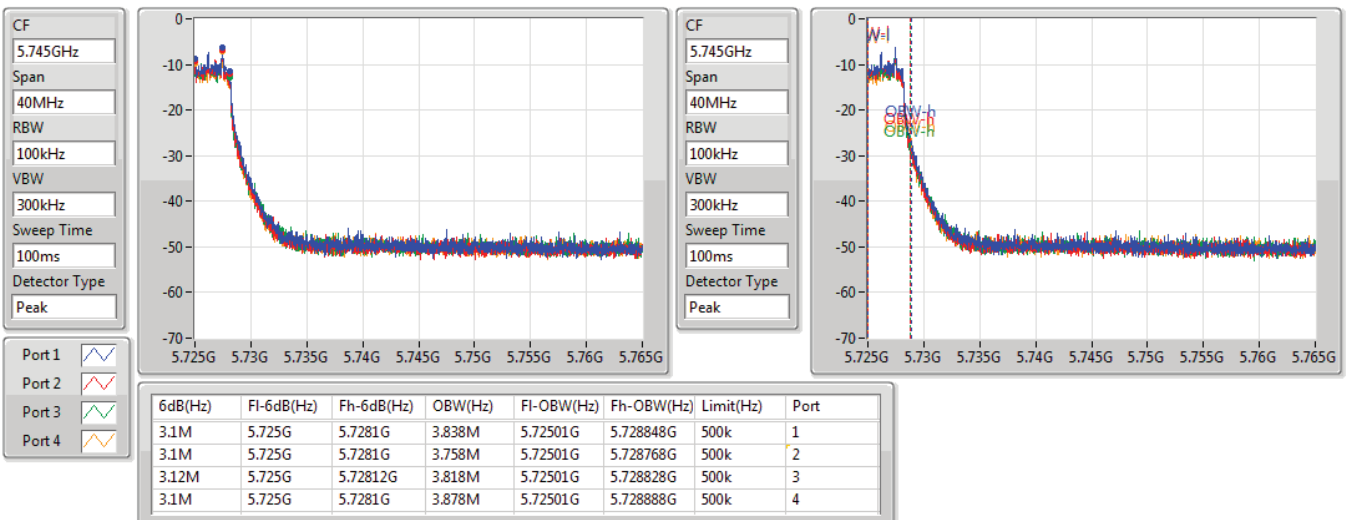 CF
5.745GHz
Span
40MHz
RBW
100kHz
VBW
300kHz
Sweep Time
100ms
Detector Type
Peak
0
-10
-20
-30
-40
-50
-60
-70
5.725G 5.73G 5.735G 5.74G 5.745G 5.75G 5.755G 5.76G 5.765G
CF
5.745GHz
Span
40MHz
RBW
100kHz
VBW
300kHz
Sweep Time
100ms
Detector Type
Peak
0
-10
-20
-30
-40
-50
-60
-70
W-l
OBW-h
OBW-h
OBW-h
5.725G 5.73G 5.735G 5.74G 5.745G 5.75G 5.755G 5.76G 5.765G
Port 1
Port 2
Port 3
Port 4
6dB(Hz) Fl-6dB(Hz) Fh-6dB(Hz) OBW(Hz) Fl-OBW(Hz) Fh-OBW(Hz) Limit(Hz) Port
3.1M 5.725G 5.7281G 3.838M 5.72501G 5.728848G 500k 1
3.1M 5.725G 5.7281G 3.758M 5.72501G 5.728768G 500k 2
3.12M 5.725G 5.72812G 3.818M 5.72501G 5.728828G 500k 3
3.1M 5.725G 5.7281G 3.878M 5.72501G 5.728888G 500k 4